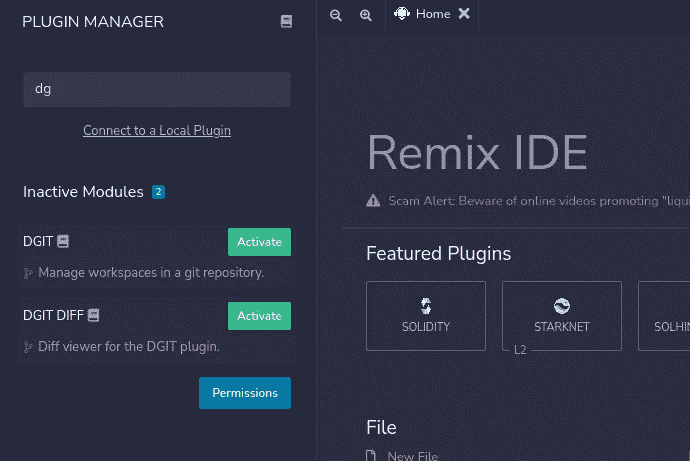 PLUGIN MANAGER
Home
dg
Connect to a Local Plugin
Inactive Modules 2
DGIT
Activate
Manage workspaces in a git repository.
DGIT DIFF
Activate
Diff viewer for the DGIT plugin.
Permissions
Remix IDE
Scam Alert: Beware of online videos promoting "liqui
Featured Plugins
SOLIDITY
STARKNET
L2
SOLHIN
File
New File